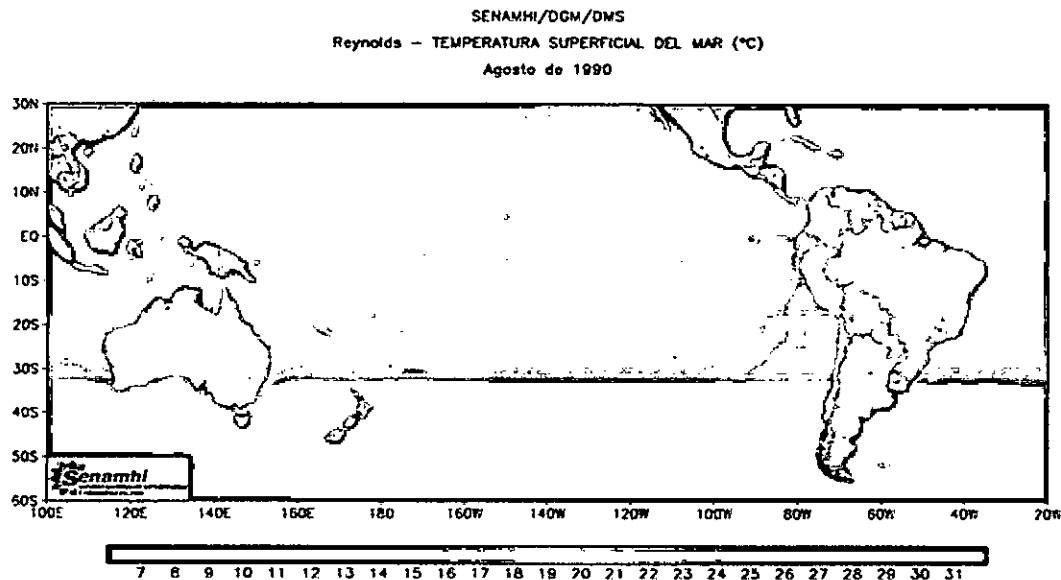 SENAMHI/DGM/DMS
Reynolds – TEMPERATURA SUPERFICIAL DEL MAR (°C)
Agosto de 1990
30N
20N
10N
EQ
10S
20S
30S
40S
50S
60S
Senamhi
100E 120E 140E 160E 180 160W 140W 120W 100W 80W 60W 40W 20W
7 8 9 10 11 12 13 14 15 16 17 18 19 20 21 22 23 24 25 26 27 28 29 30 31